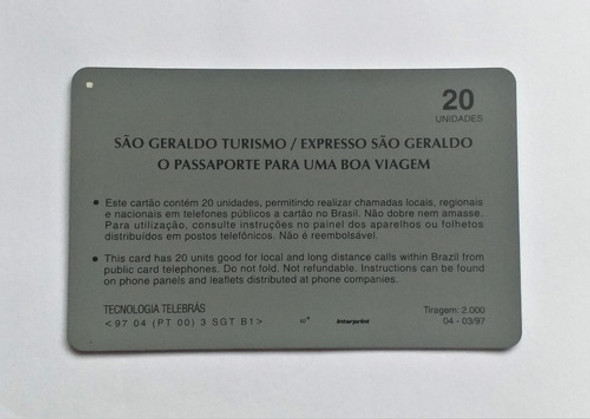 20
UNIDADES
SÃO GERALDO TURISMO / EXPRESSO SÃO GERALDO
O PASSAPORTE PARA UMA BOA VIAGEM
• Este cartão contém 20 unidades, permitindo realizar chamadas locais, regionais
e nacionais em telefones públicos a cartão no Brasil. Não dobre nem amasse.
Para utilização, consulte instruções no painel dos aparelhos ou folhetos
distribuídos em postos telefônicos. Não é reembolsável.
• This card has 20 units good for local and long distance calls within Brazil from
public card telephones. Do not fold. Not refundable. Instructions can be found
on phone panels and leaflets distributed at phone companies.
TECNOLOGIA TELEBRÁS
<97 04 (PT 00) 3 SGT B1>
interprint
Tiragem: 2.000
04 - 03/97